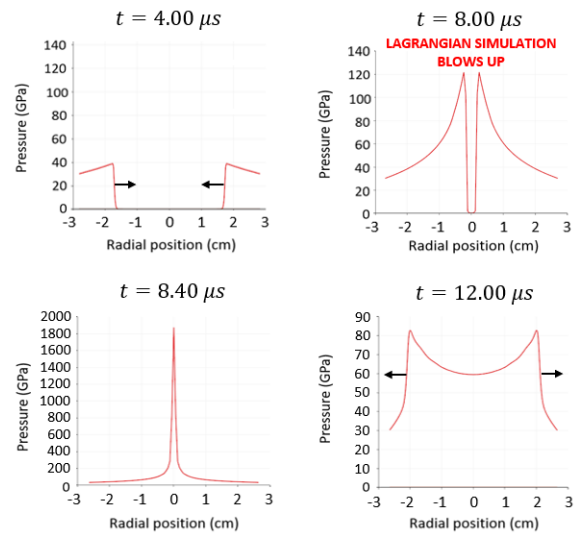 t = 4.00 μs
140
120
100
80
60
40
20
0
Pressure (GPa)
-3 -2 -1 0 1 2 3
Radial position (cm)
t = 8.00 μs
LAGRANGIAN SIMULATION
BLOWS UP
140
120
100
80
60
40
20
0
Pressure (GPa)
-3 -2 -1 0 1 2 3
Radial position (cm)
t = 8.40 μs
2000
1800
1600
1400
1200
1000
800
600
400
200
0
Pressure (GPa)
-3 -2 -1 0 1 2 3
Radial position (cm)
t = 12.00 μs
90
80
70
60
50
40
30
20
10
0
Pressure (GPa)
-3 -2 -1 0 1 2 3
Radial position (cm)